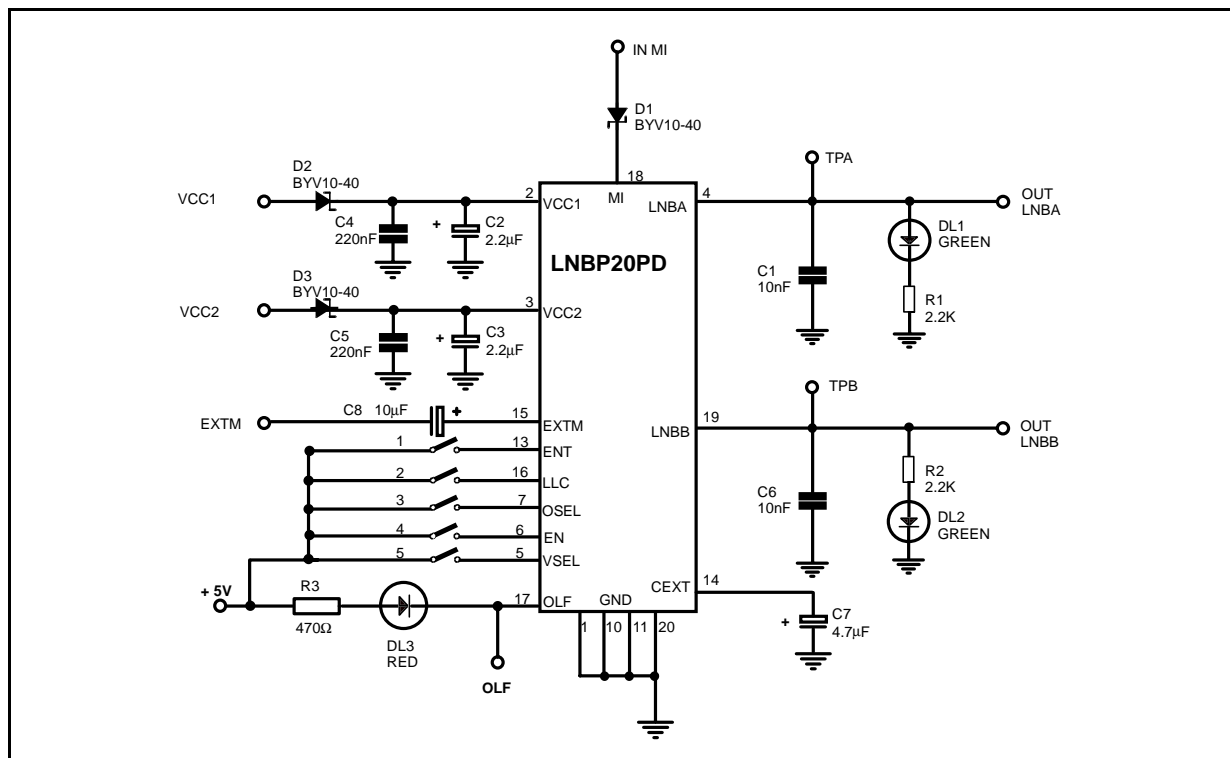 IN MI
D1
BYV10-40
18
MI
TPA
D2
BYV10-40
VCC1
2
VCC1
C4
220nF
+
C2
2.2µF
LNBP20PD
LNBA
4
OUT
LNBA
DL1
GREEN
C1
10nF
R1
2.2K
D3
BYV10-40
VCC2
3
VCC2
C5
220nF
+
C3
2.2µF
TPB
EXTM
C8
10µF
+
15
EXTM
LNBB
19
OUT
LNBB
1
13
ENT
2
16
LLC
3
7
OSEL
4
6
EN
5
5
VSEL
R2
2.2K
C6
10nF
DL2
GREEN
+ 5V
R3
470Ω
DL3
RED
17
OLF
OLF
GND
1
10
11
20
CEXT
14
+
C7
4.7µF